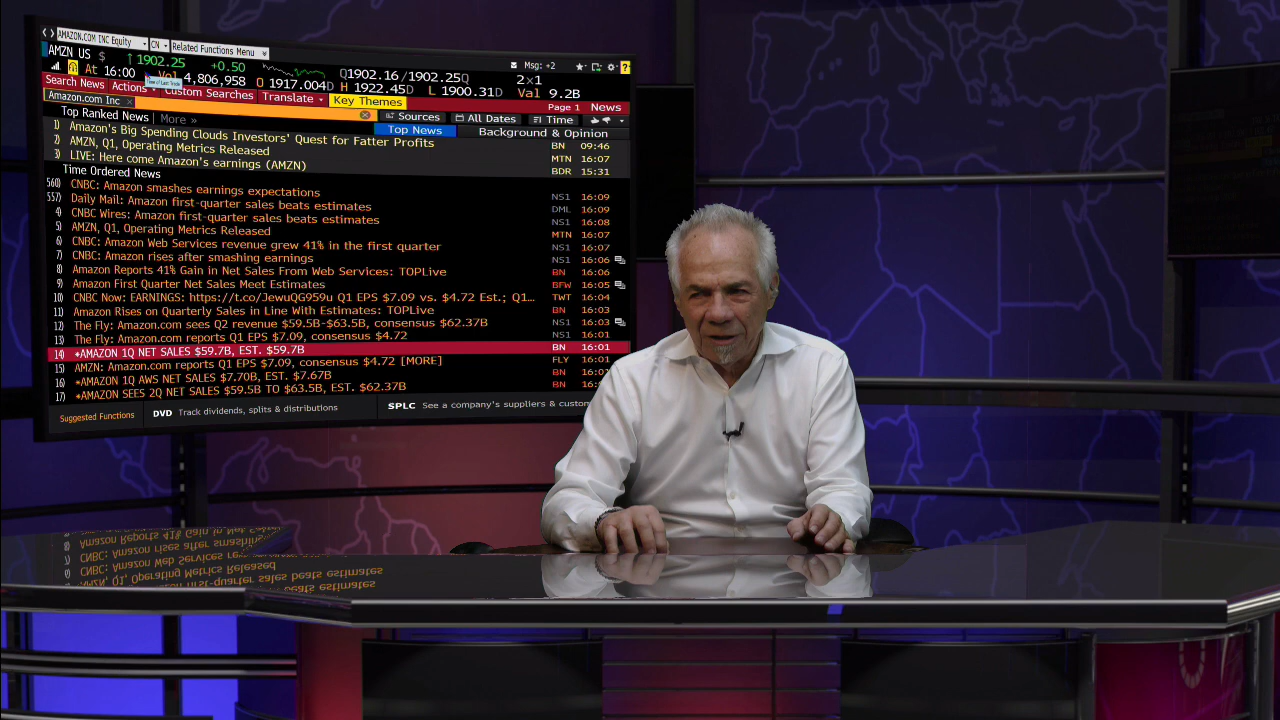 AMAZON.COM INC Equity CN Related Functions Menu
AMZN US $ ↑ 1902.25 +0.50 Q1902.16/1902.25Q 2×1 Msg: +2
At 16:00 Vol 4,806,958 O 1917.004D H 1922.45D L 1900.31D Val 9.2B
Search News Actions Custom Searches Translate Key Themes Page 1 News
Amazon.com Inc × Sources All Dates Time
Top Ranked News | More » Top News Background & Opinion
1) Amazon's Big Spending Clouds Investors' Quest for Fatter Profits BN 09:46
2) AMZN, Q1, Operating Metrics Released MTN 16:07
3) LIVE: Here come Amazon's earnings (AMZN) BDR 15:31
Time Ordered News
560) CNBC: Amazon smashes earnings expectations NS1 16:09
557) Daily Mail: Amazon first-quarter sales beats estimates DML 16:09
4) CNBC Wires: Amazon first-quarter sales beats estimates NS1 16:08
5) AMZN, Q1, Operating Metrics Released MTN 16:07
6) CNBC: Amazon Web Services revenue grew 41% in the first quarter NS1 16:07
7) CNBC: Amazon rises after smashing earnings NS1 16:06
8) Amazon Reports 41% Gain in Net Sales From Web Services: TOPLive BN 16:06
9) Amazon First Quarter Net Sales Meet Estimates BFW 16:05
10) CNBC Now: EARNINGS: https://t.co/JewuQG959u Q1 EPS $7.09 vs. $4.72 Est.; Q1... TWT 16:04
11) Amazon Rises on Quarterly Sales in Line With Estimates: TOPLive BN 16:03
12) The Fly: Amazon.com sees Q2 revenue $59.5B-$63.5B, consensus $62.37B NS1 16:03
13) The Fly: Amazon.com reports Q1 EPS $7.09, consensus $4.72 NS1 16:01
14) *AMAZON 1Q NET SALES $59.7B, EST. $59.7B BN 16:01
15) AMZN: Amazon.com reports Q1 EPS $7.09, consensus $4.72 [MORE] FLY 16:01
16) *AMAZON 1Q AWS NET SALES $7.70B, EST. $7.67B BN 16:01
17) *AMAZON SEES 2Q NET SALES $59.5B TO $63.5B, EST. $62.37B BN 16:
Suggested Functions DVD Track dividends, splits & distributions SPLC See a company's suppliers & custom